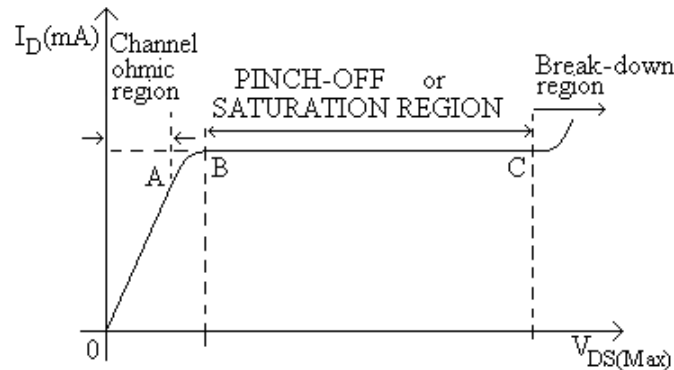 I_D(mA)
Channel
ohmic
region
PINCH-OFF or
SATURATION REGION
Break-down
region
A
B
C
0
V_DS(Max)